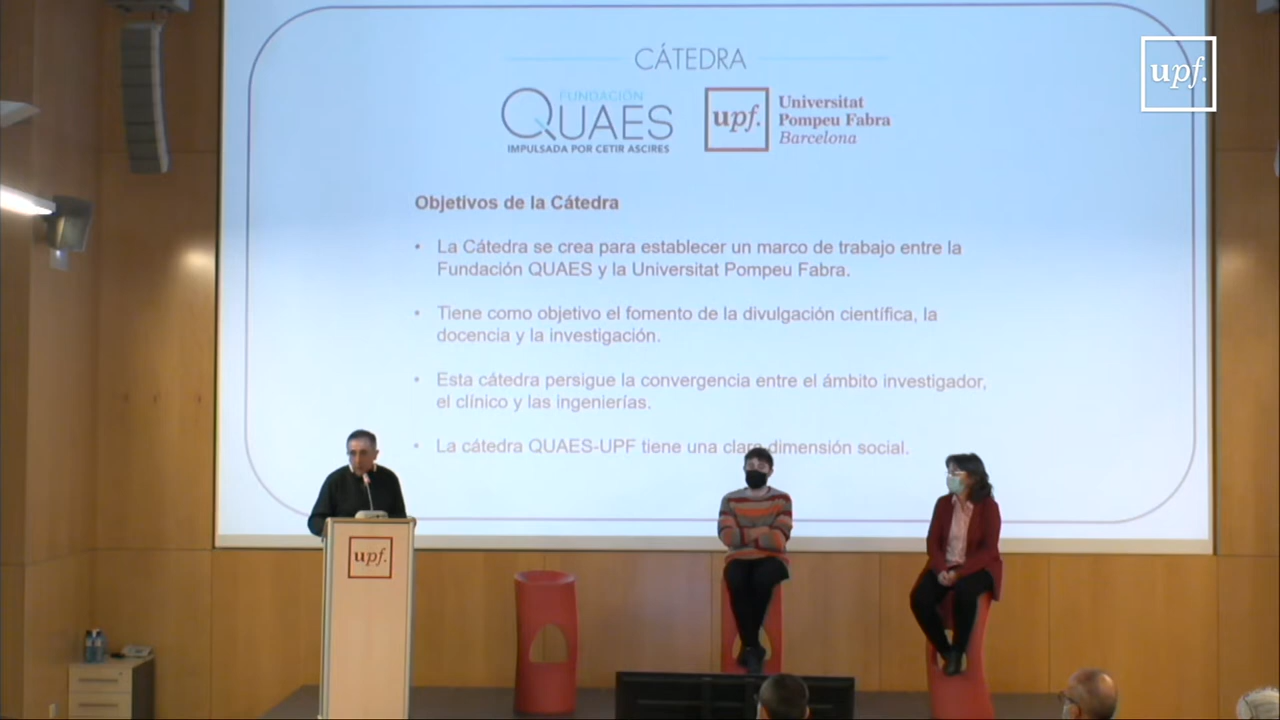 CÁTEDRA
FUNDACIÓN
QUAES
IMPULSADA POR CETIR ASCIRES
upf.
Universitat
Pompeu Fabra
Barcelona
upf.
Objetivos de la Cátedra
• La Cátedra se crea para establecer un marco de trabajo entre la
Fundación QUAES y la Universitat Pompeu Fabra.
• Tiene como objetivo el fomento de la divulgación científica, la
docencia y la investigación.
• Esta cátedra persigue la convergencia entre el ámbito investigador,
el clínico y las ingenierías.
• La cátedra QUAES-UPF tiene una clara dimensión social.
upf.